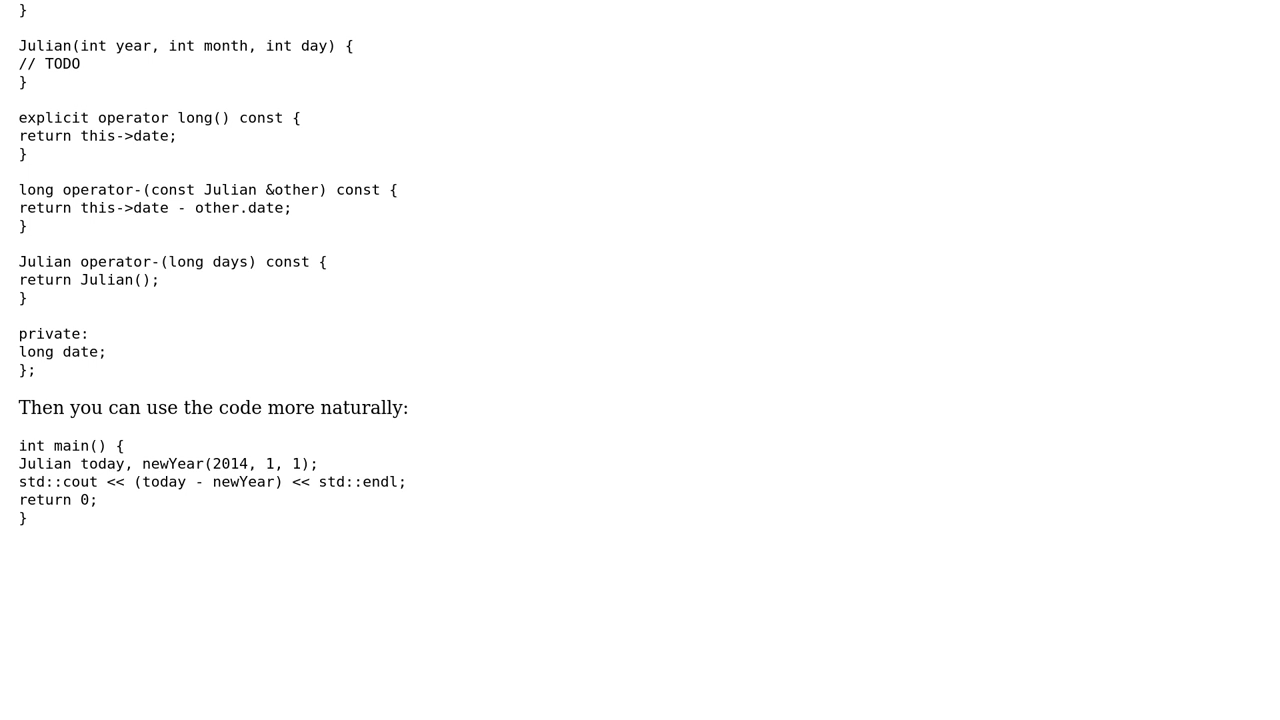 }
Julian(int year, int month, int day) {
// TODO
}
explicit operator long() const {
return this->date;
}
long operator-(const Julian &other) const {
return this->date - other.date;
}
Julian operator-(long days) const {
return Julian();
}
private:
long date;
};
Then you can use the code more naturally:
int main() {
Julian today, newYear(2014, 1, 1);
std::cout << (today - newYear) << std::endl;
return 0;
}